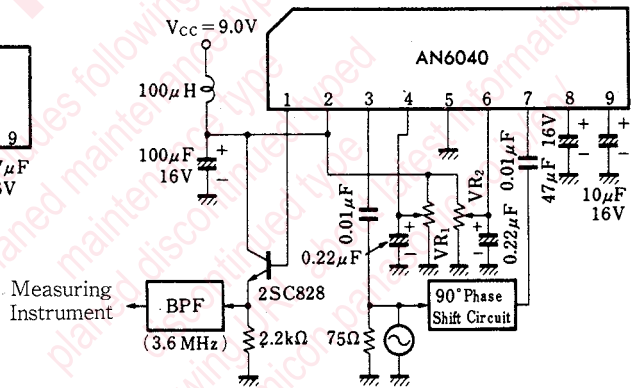 VCC=9.0V
AN6040
100μH
1 2 3 4 5 6 7 8 9
9
μF
V
100μF
16V
+
−
0.01μF
0.22μF
+
−
VR1
VR2
+
−
0.22μF
0.01μF
16V
47μF
+
−
+
−
10μF
16V
2SC828
Measuring
Instrument
BPF
(3.6 MHz)
2.2kΩ
75Ω
90°Phase
Shift Circuit